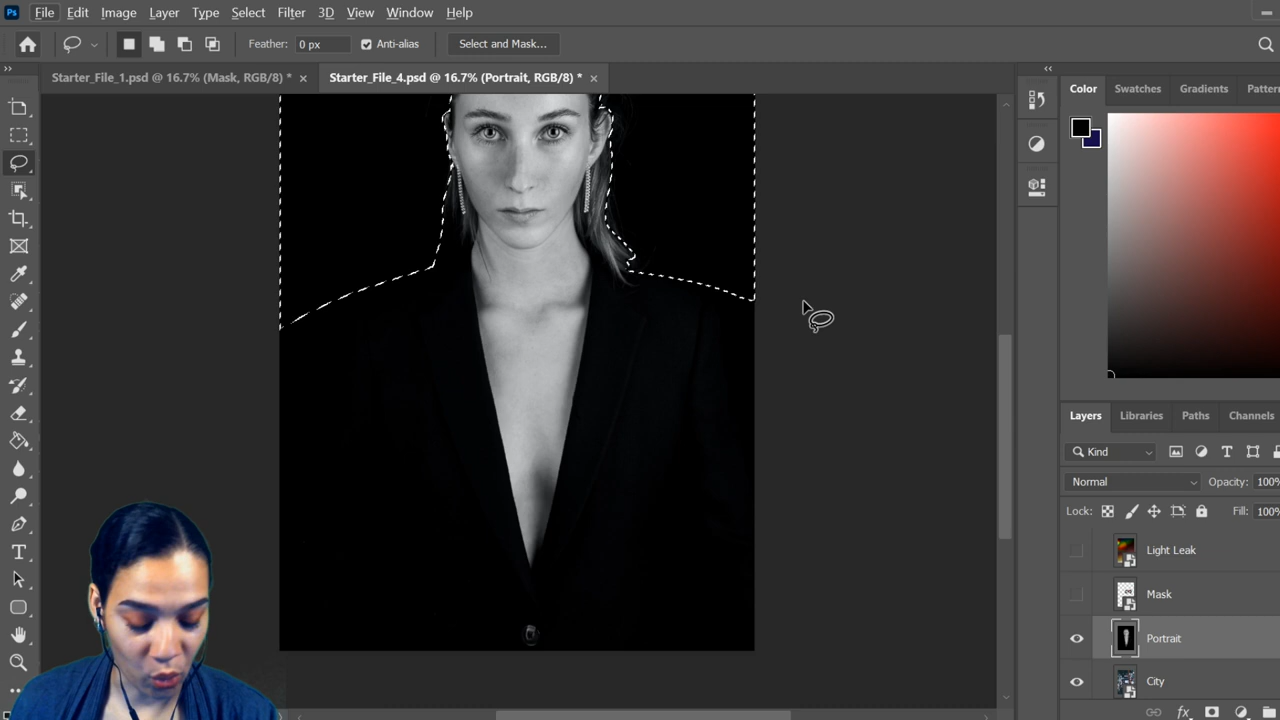 Ps File Edit Image Layer Type Select Filter 3D View Window Help
Feather: 0 px Anti-alias Select and Mask...
Starter_File_1.psd @ 16.7% (Mask, RGB/8) * Starter_File_4.psd @ 16.7% (Portrait, RGB/8) *
Color Swatches Gradients Pattern
Layers Libraries Paths Channels
Kind
Normal Opacity: 100%
Lock: Fill: 100%
Light Leak
Mask
Portrait
City
fx